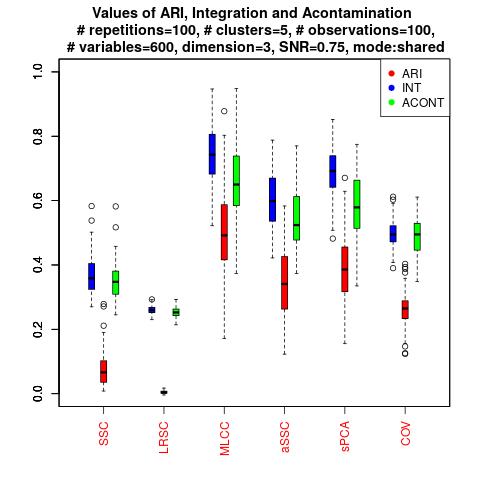 Values of ARI, Integration and Acontamination
# repetitions=100, # clusters=5, # observations=100,
# variables=600, dimension=3, SNR=0.75, mode:shared
ARI
INT
ACONT
1.0
0.8
0.6
0.4
0.2
0.0
SSC
LRSC
MLCC
aSSC
sPCA
COV